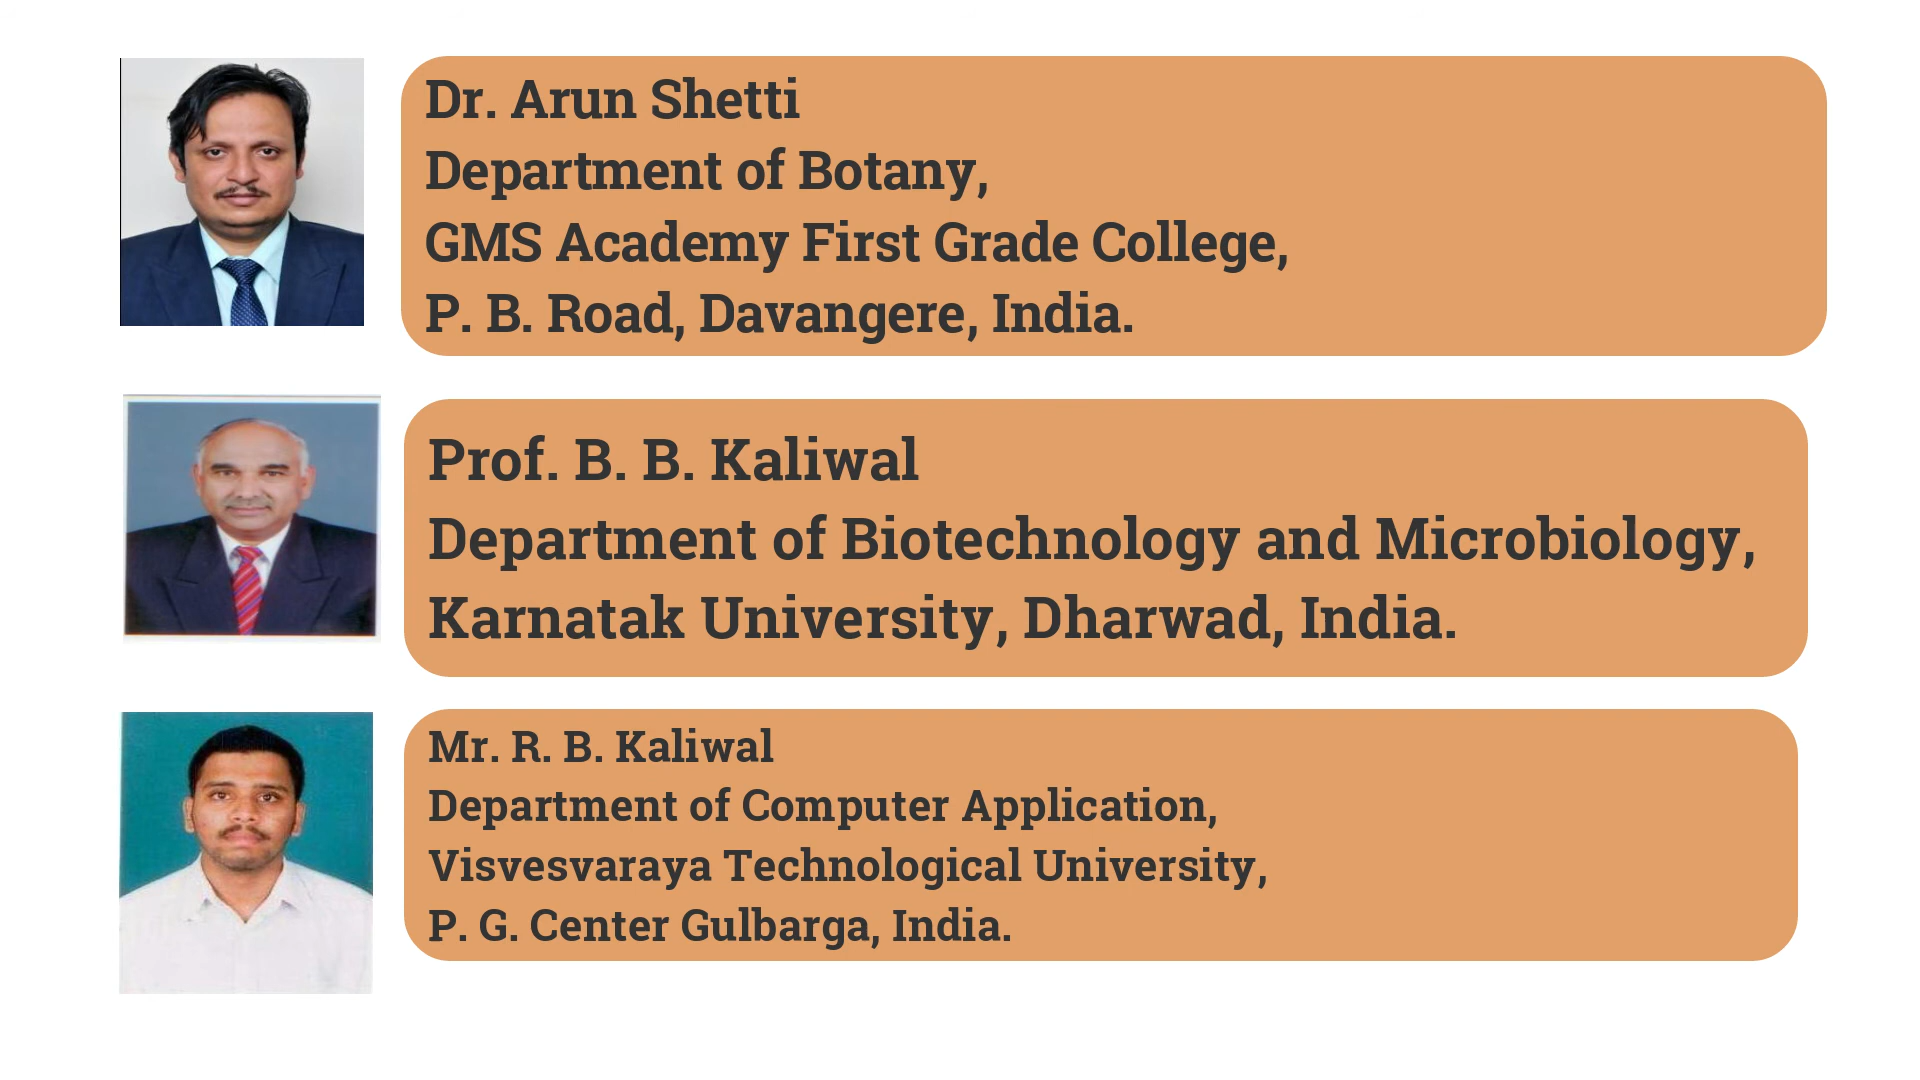 Dr. Arun Shetti
Department of Botany,
GMS Academy First Grade College,
P. B. Road, Davangere, India.
Prof. B. B. Kaliwal
Department of Biotechnology and Microbiology,
Karnatak University, Dharwad, India.
Mr. R. B. Kaliwal
Department of Computer Application,
Visvesvaraya Technological University,
P. G. Center Gulbarga, India.